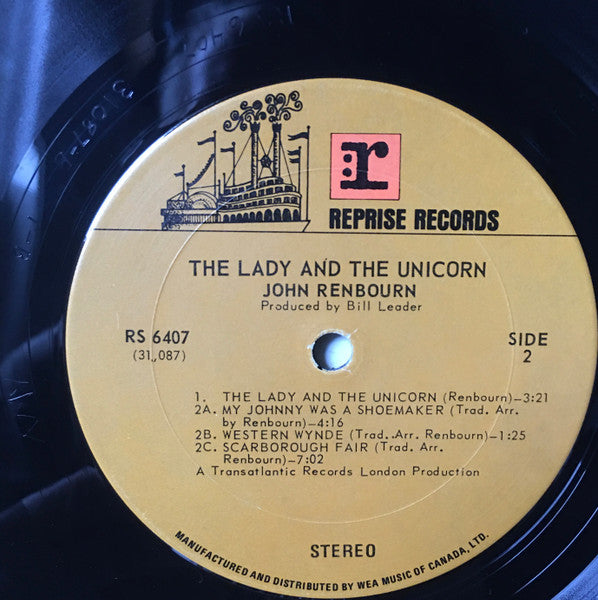 r
REPRISE RECORDS
THE LADY AND THE UNICORN
JOHN RENBOURN
Produced by Bill Leader
RS 6407
(31,087)
SIDE
2
1. THE LADY AND THE UNICORN (Renbourn)–3:21
2A. MY JOHNNY WAS A SHOEMAKER (Trad. Arr.
by Renbourn)–4:16
2B. WESTERN WYNDE (Trad. Arr. Renbourn)–1:25
2C. SCARBOROUGH FAIR (Trad. Arr.
Renbourn)–7:02
A Transatlantic Records London Production
STEREO
MANUFACTURED AND DISTRIBUTED BY WEA MUSIC OF CANADA, LTD.